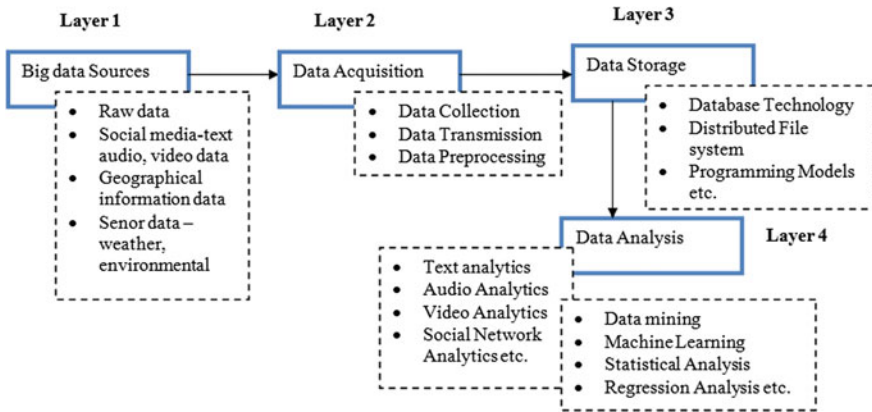 Layer 1
Layer 2
Layer 3
Big data Sources
Data Acquisition
Data Storage
• Raw data
• Social media-text
audio, video data
• Geographical
information data
• Senor data –
weather,
environmental
• Data Collection
• Data Transmission
• Data Preprocessing
• Database Technology
• Distributed File
system
• Programming Models
etc.
Data Analysis
Layer 4
• Text analytics
• Audio Analytics
• Video Analytics
• Social Network
Analytics etc.
• Data mining
• Machine Learning
• Statistical Analysis
• Regression Analysis etc.